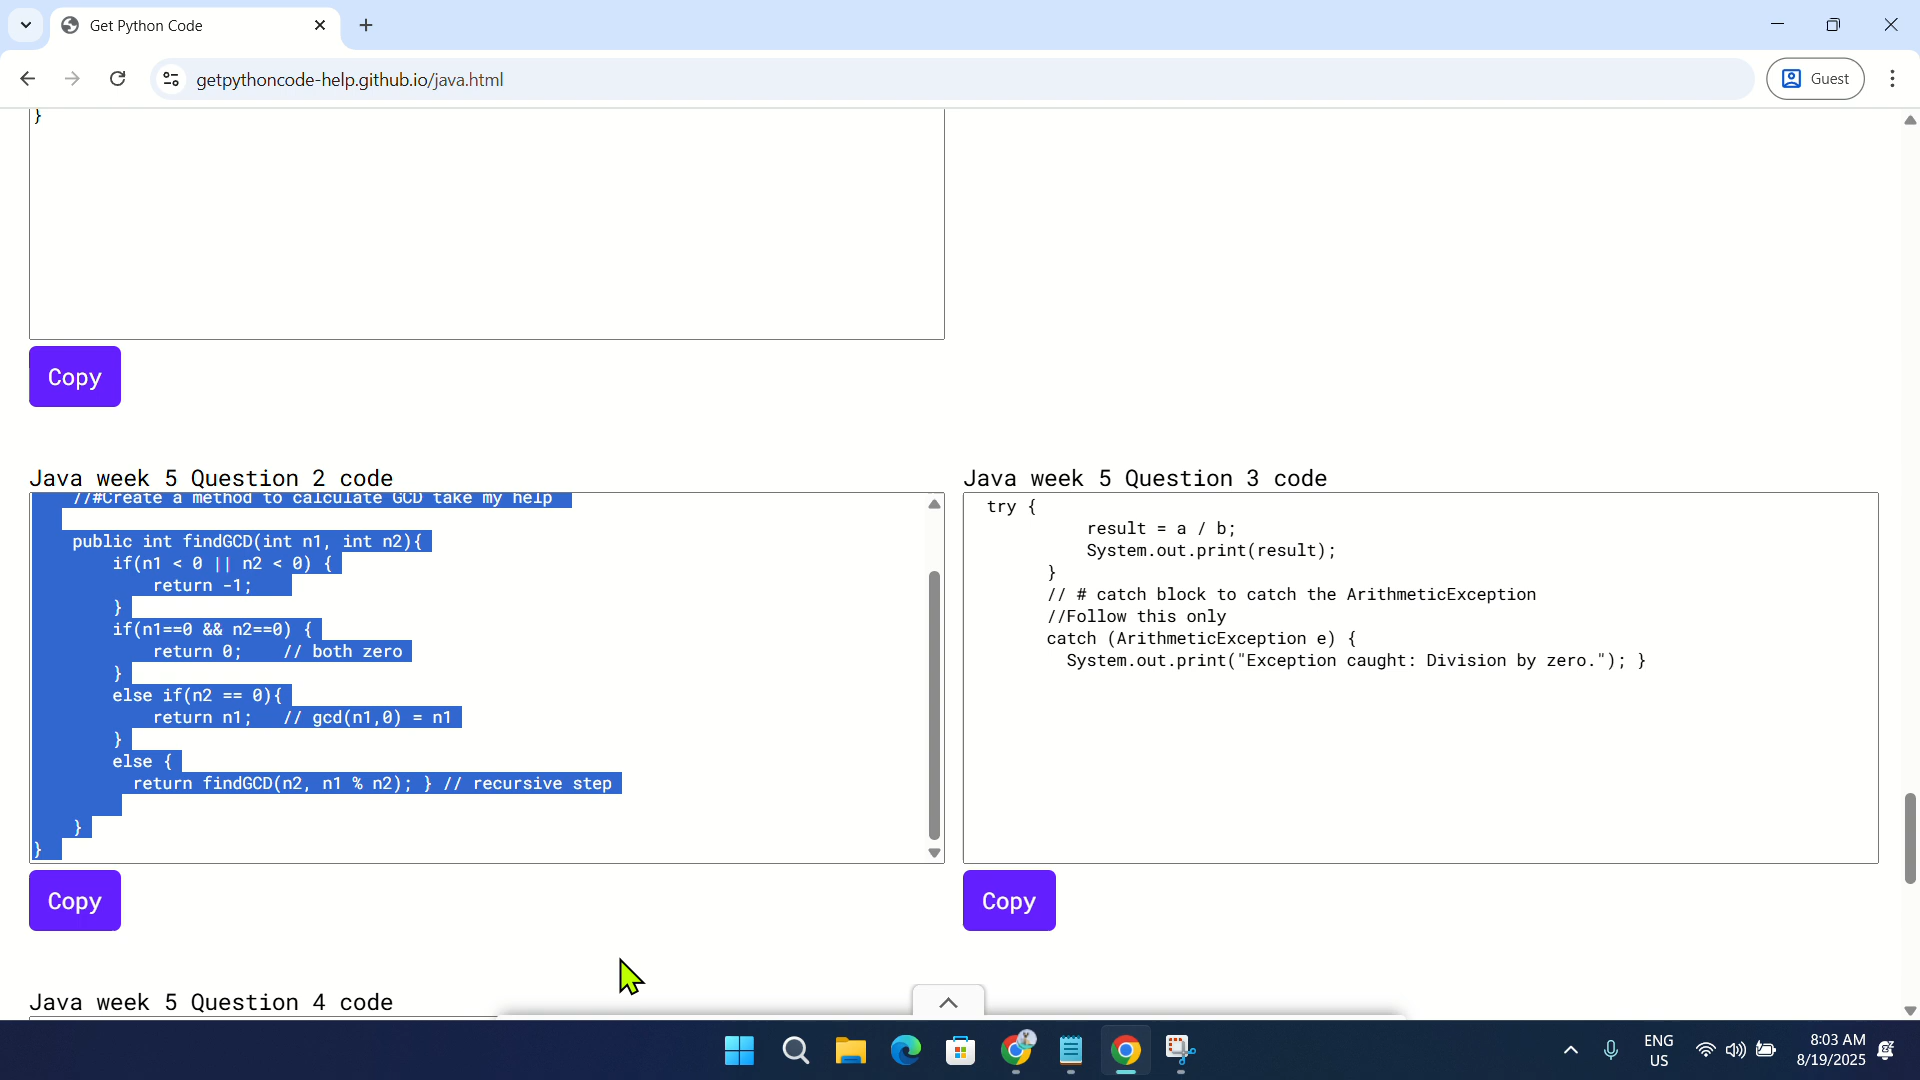 Get Python Code
getpythoncode-help.github.io/java.html
Guest
}
Copy
Java week 5 Question 2 code
//#Create a method to calculate GCD take my help
public int findGCD(int n1, int n2){
if(n1 < 0 || n2 < 0) {
return -1;
}
if(n1==0 && n2==0) {
return 0;   // both zero
}
else if(n2 == 0){
return n1;   // gcd(n1,0) = n1
}
else {
return findGCD(n2, n1 % n2); } // recursive step
}
}
Copy
Java week 5 Question 3 code
try {
result = a / b;
System.out.print(result);
}
// # catch block to catch the ArithmeticException
//Follow this only
catch (ArithmeticException e) {
System.out.print("Exception caught: Division by zero."); }
Copy
Java week 5 Question 4 code
ENG
US
8:03 AM
8/19/2025